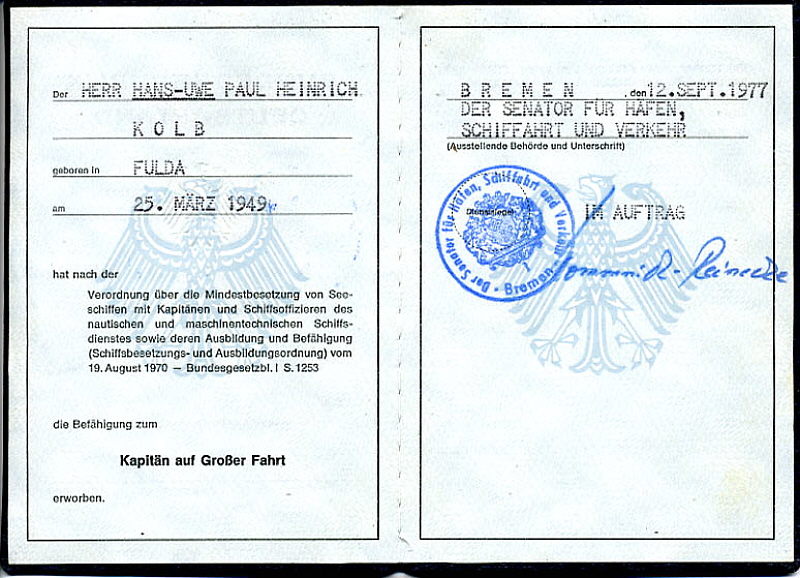 Der HERR HANS-UWE PAUL HEINRICH
KOLB
geboren in FULDA
am 25. MÄRZ 1949
hat nach der
Verordnung über die Mindestbesetzung von See-
schiffen mit Kapitänen und Schiffsoffizieren des
nautischen und maschinentechnischen Schiffs-
dienstes sowie deren Ausbildung und Befähigung
(Schiffsbesetzungs- und Ausbildungsordnung) vom
19. August 1970 — Bundesgesetzbl. I S. 1253
die Befähigung zum
Kapitän auf Großer Fahrt
erworben.
BREMEN , den 12. SEPT. 1977
DER SENATOR FÜR HÄFEN,
SCHIFFAHRT UND VERKEHR
(Ausstellende Behörde und Unterschrift)
Der Senator für Häfen, Schiffahrt und Verkehr
Bremen
Dienstsiegel
IM AUFTRAG
Reinecke